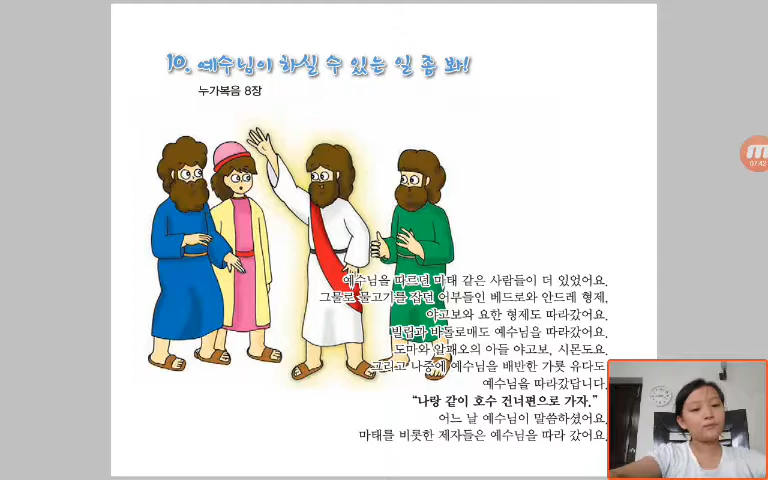 10. 예수님이 하실 수 있는 일 좀 봐!
누가복음 8장
예수님을 따르던 마태 같은 사람들이 더 있었어요.
그물로 물고기를 잡던 어부들인 베드로와 안드레 형제,
야고보와 요한 형제도 따라갔어요.
빌립과 바돌로매도 예수님을 따라갔어요.
도마와 알패오의 아들 야고보, 시몬도요.
그리고 나중에 예수님을 배반한 가룟 유다도
예수님을 따라갔답니다.
“나랑 같이 호수 건너편으로 가자.”
어느 날 예수님이 말씀하셨어요.
마태를 비롯한 제자들은 예수님을 따라 갔어요.
07:42